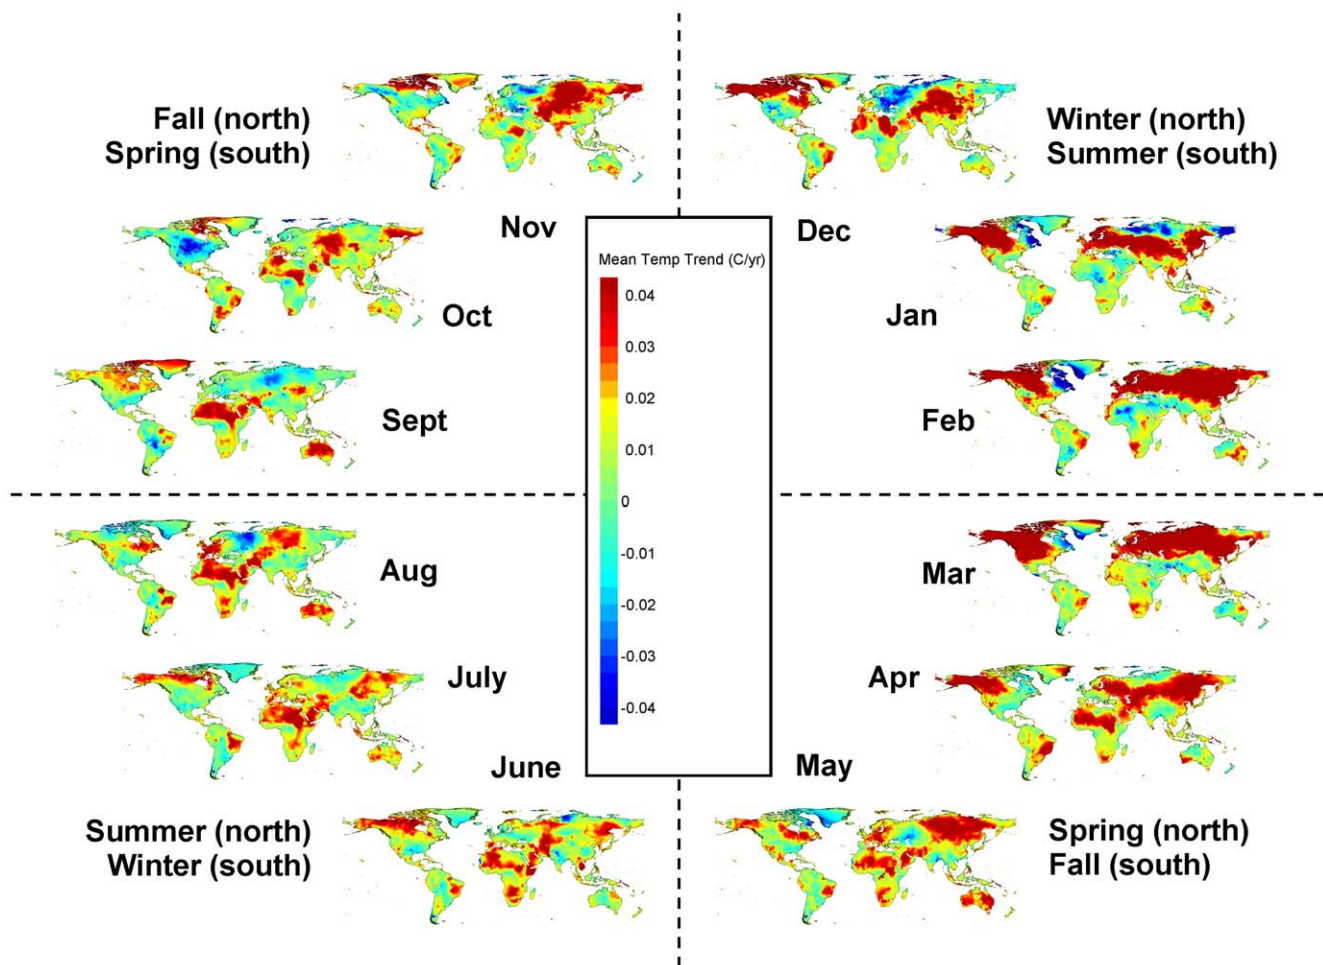 Fall (north)
Spring (south)
Winter (north)
Summer (south)
Nov
Dec
Oct
Jan
Sept
Feb
Mean Temp Trend (C/yr)
0.04
0.03
0.02
0.01
0
-0.01
-0.02
-0.03
-0.04
Aug
Mar
July
Apr
June
May
Summer (north)
Winter (south)
Spring (north)
Fall (south)